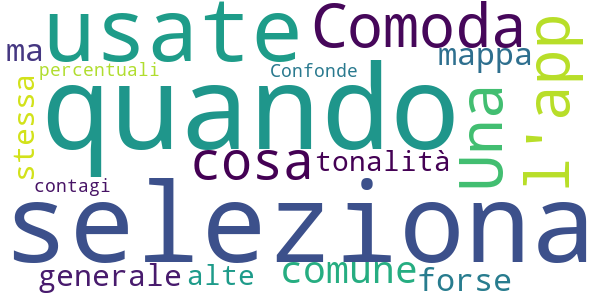 usate
Comoda
l'app
ma
mappa
percentuali
Confonde
quando
stessa
Una
cosa
tonalità
contagi
seleziona
generale
alte
comune
forse